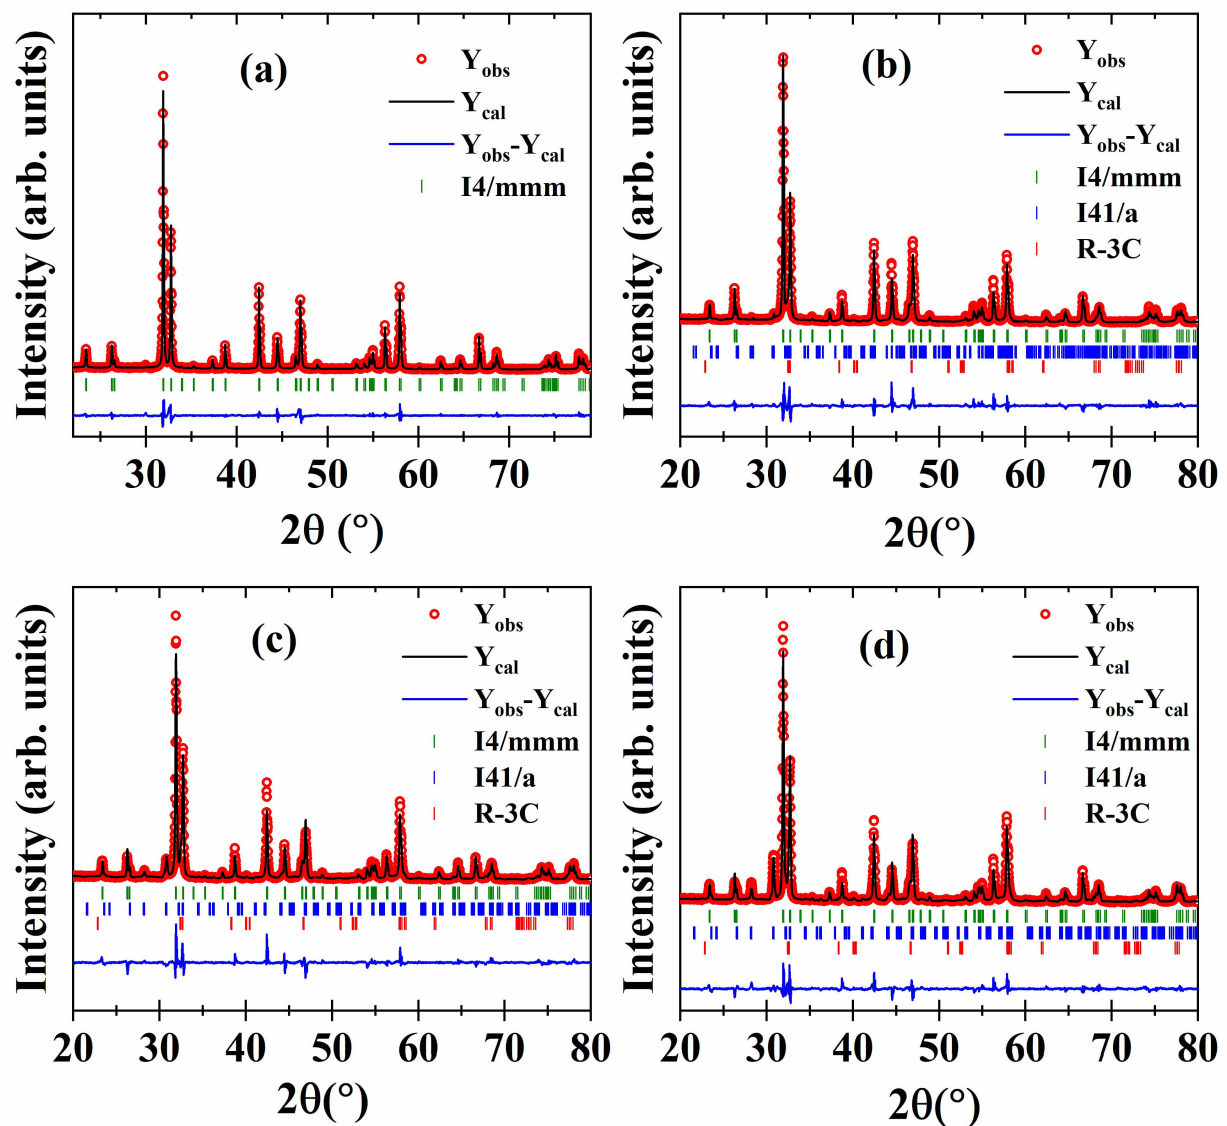 Intensity (arb. units)
(a)
Yobs
Ycal
Yobs-Ycal
I4/mmm
30 40 50 60 70
2θ (°)
Intensity (arb. units)
(b)
Yobs
Ycal
Yobs-Ycal
I4/mmm
I41/a
R-3C
20 30 40 50 60 70 80
2θ(°)
Intensity (arb. units)
(c)
Yobs
Ycal
Yobs-Ycal
I4/mmm
I41/a
R-3C
20 30 40 50 60 70 80
2θ(°)
Intensity (arb. units)
(d)
Yobs
Ycal
Yobs-Ycal
I4/mmm
I41/a
R-3C
20 30 40 50 60 70 80
2θ(°)